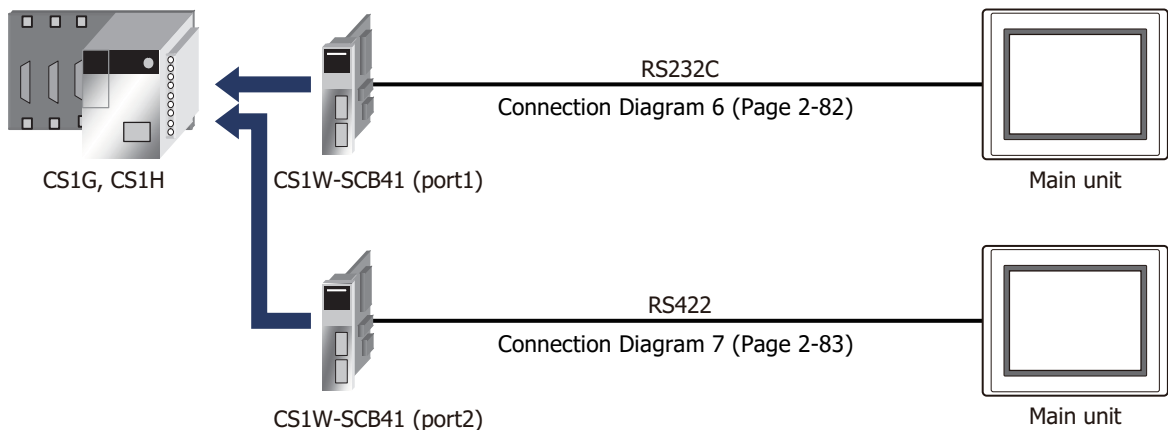 RS232C
Connection Diagram 6 (Page 2-82)
CS1G, CS1H
CS1W-SCB41 (port1)
Main unit
RS422
Connection Diagram 7 (Page 2-83)
CS1W-SCB41 (port2)
Main unit